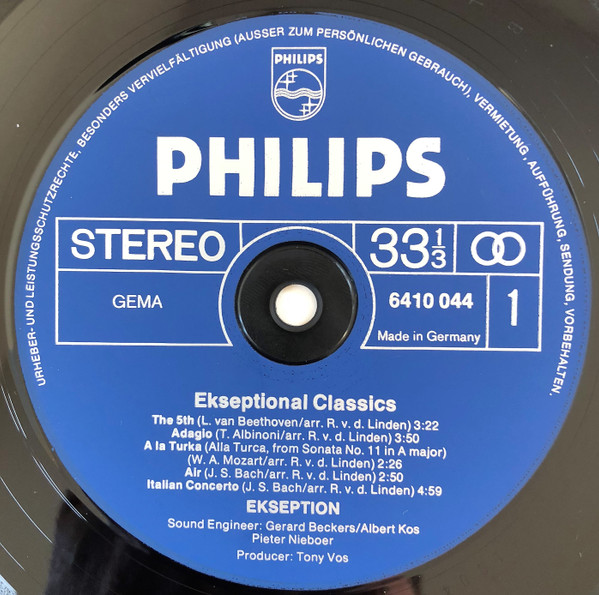 URHEBER- UND LEISTUNGSSCHUTZRECHTE, BESONDERS VERVIELFÄLTIGUNG (AUSSER ZUM PERSÖNLICHEN GEBRAUCH), VERMIETUNG, AUFFÜHRUNG, SENDUNG, VORBEHALTEN.
PHILIPS
PHILIPS
STEREO 33 1/3
GEMA 6410 044 1
Made in Germany
Ekseptional Classics
The 5th (L. van Beethoven/arr. R. v. d. Linden) 3:22
Adagio (T. Albinoni/arr. R. v. d. Linden) 3:50
A la Turka (Alla Turca, from Sonata No. 11 in A major)
(W. A. Mozart/arr. R. v. d. Linden) 2:26
Air (J. S. Bach/arr. R. v. d. Linden) 2:50
Italian Concerto (J. S. Bach/arr. R. v. d. Linden) 4:59
EKSEPTION
Sound Engineer: Gerard Beckers/Albert Kos
Pieter Nieboer
Producer: Tony Vos